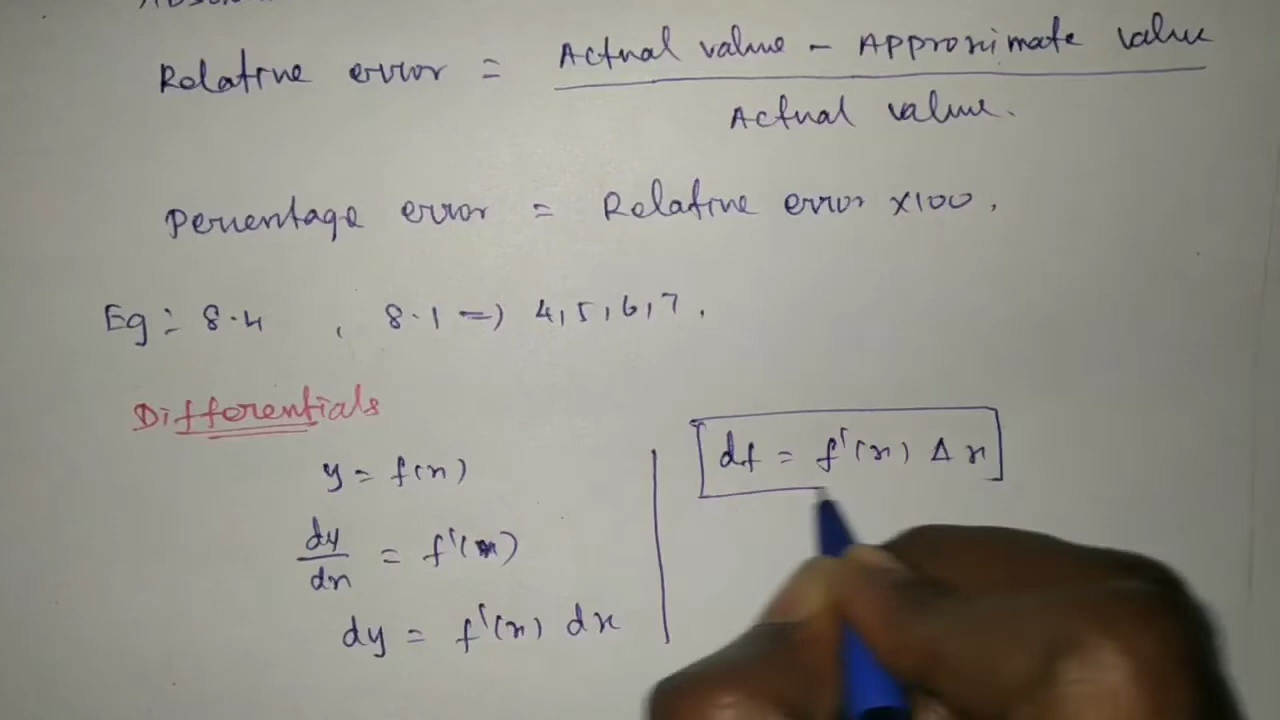 Relative error = Actual value - Approximate value
Actual value.
Percentage error = Relative error x100,
Eg: 8.4 , 8.1 => 4,5,6,7.
Differentials
y = f(x)
dy/dx = f'(x)
dy = f'(x) dx
df = f'(x) Δx